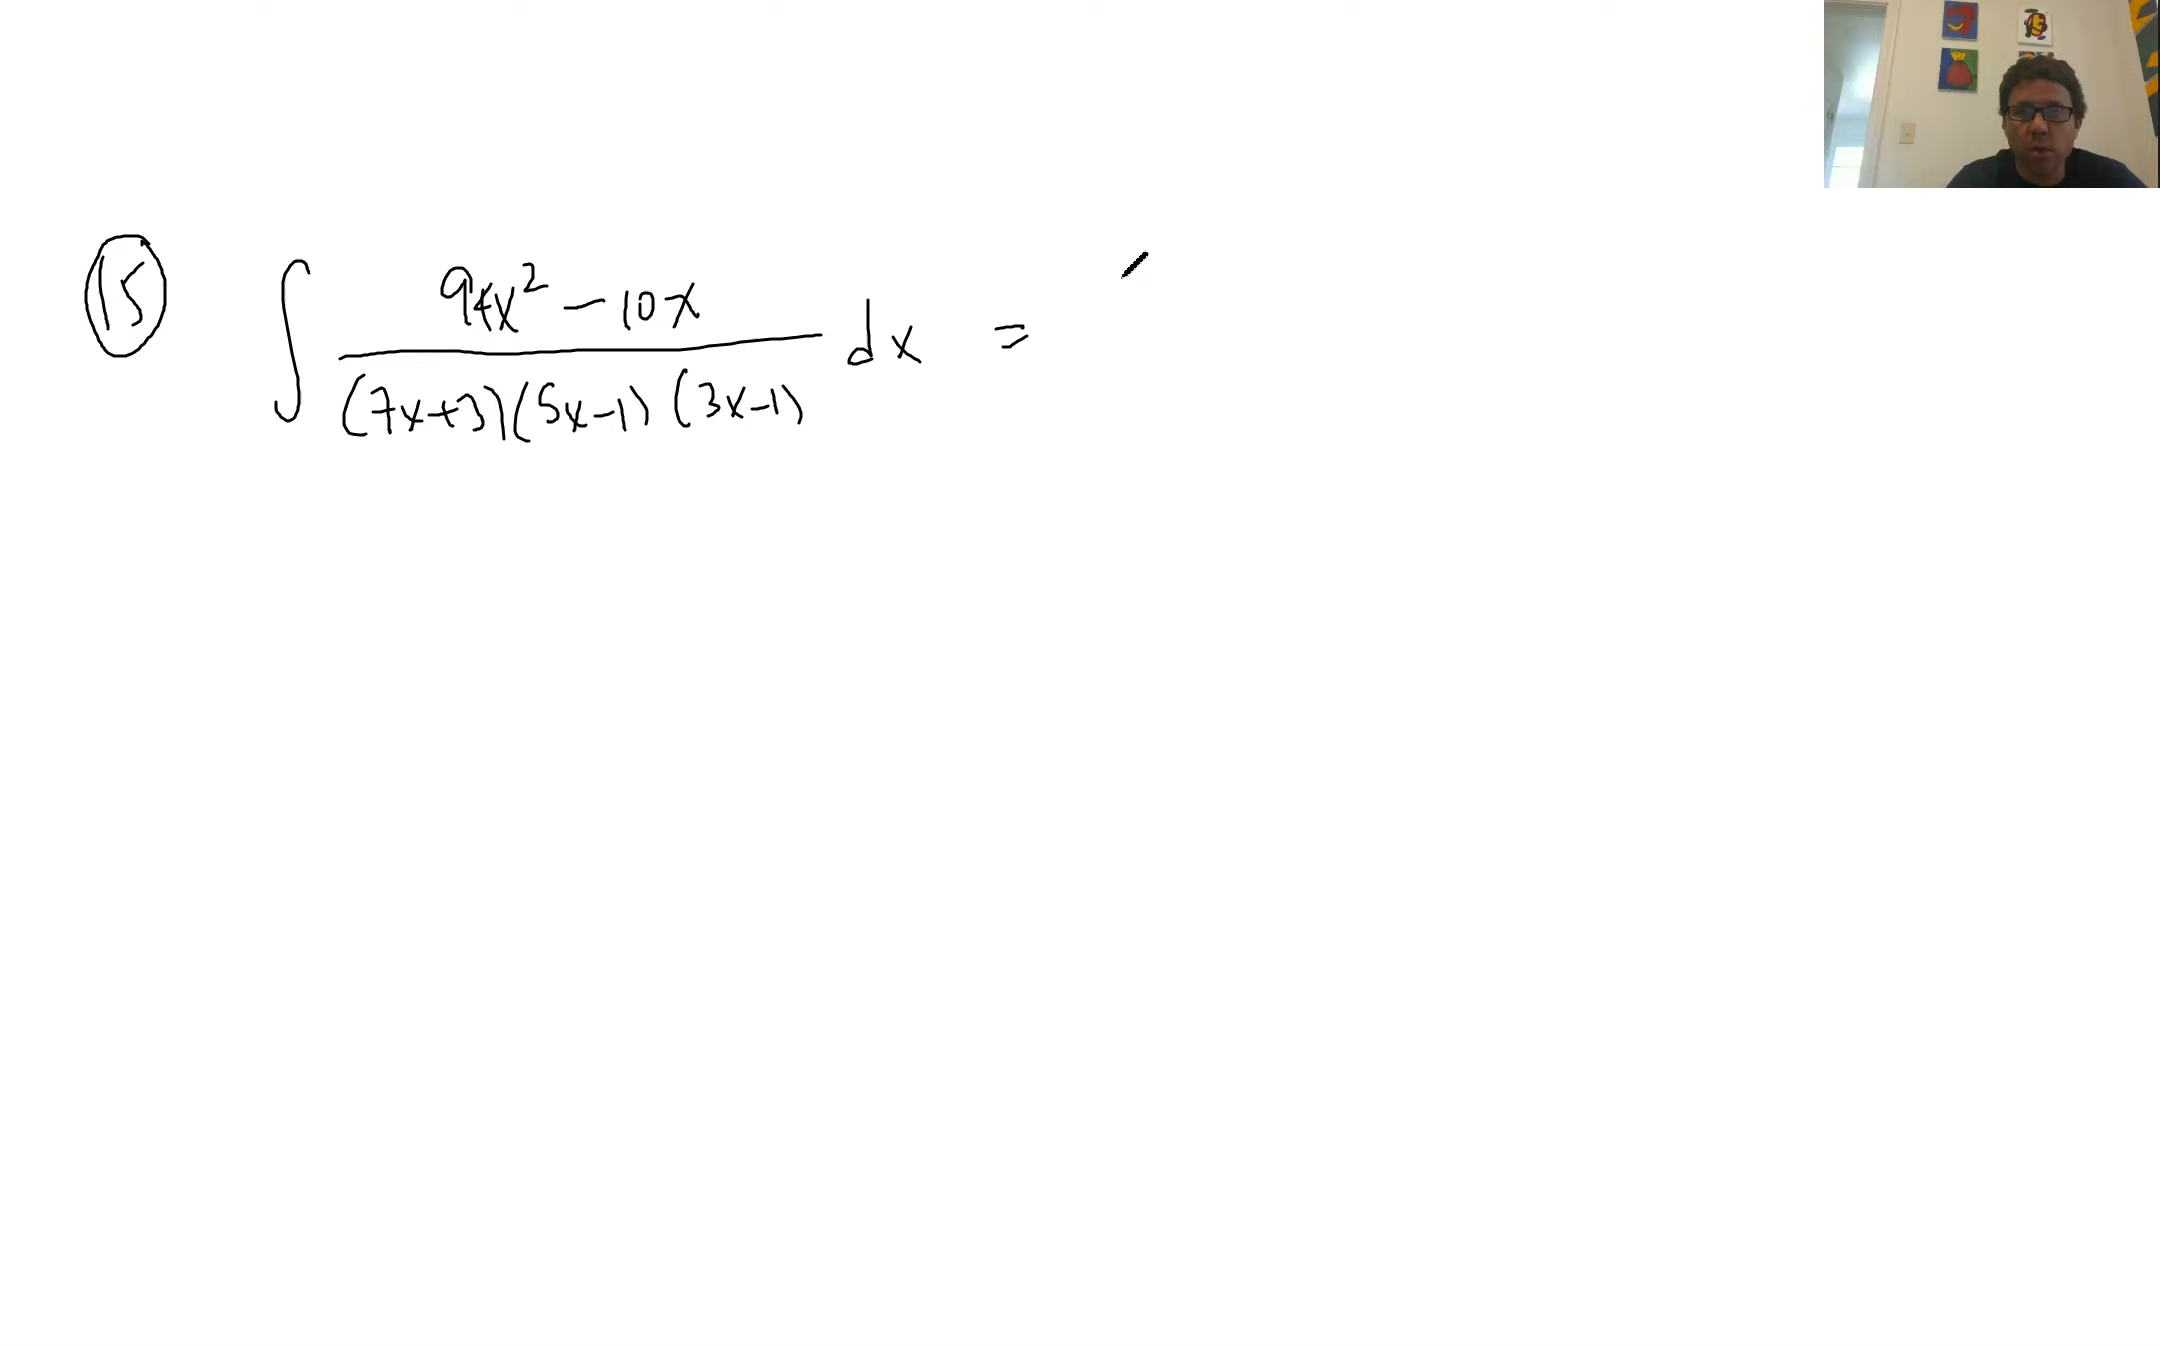 15 ∫ (94x² - 10x)/((7x+3)(5x-1)(3x-1)) dx =